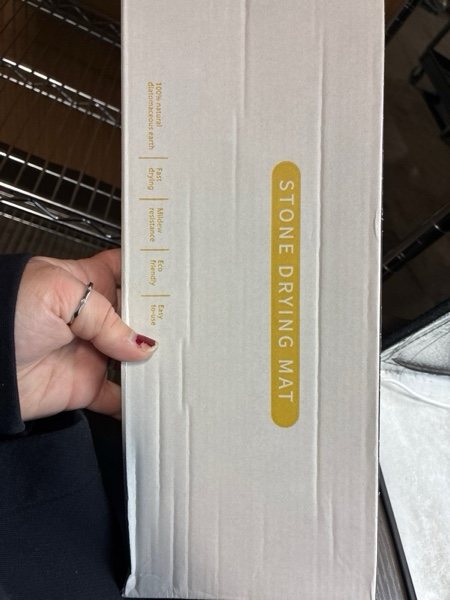 STONE DRYING MAT
100% natural
diatomaceous earth
Fast
drying
Mildew
resistance
Eco
friendly
Easy
to-use